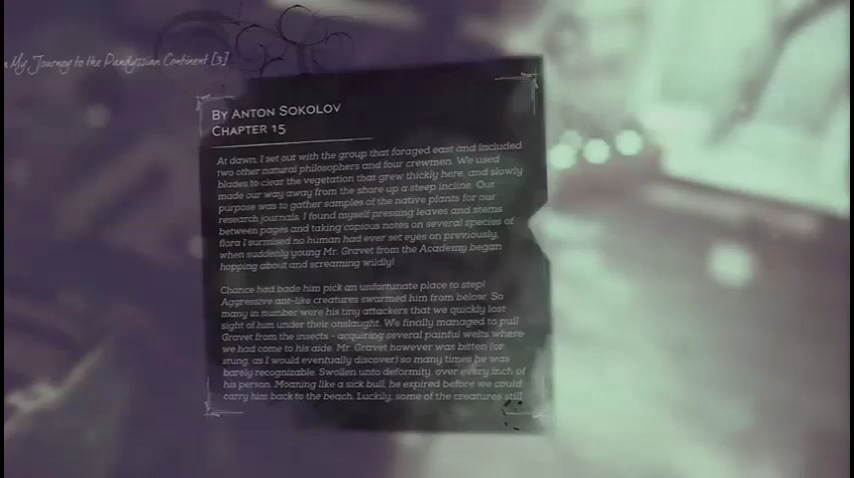 n My Journey to the Pandyssian Continent [3]
By Anton Sokolov
Chapter 15
At dawn, I set out with the group that foraged east and included
two other natural philosophers and four crewmen. We used
blades to clear the vegetation that grew thickly here, and slowly
made our way away from the shore up a steep incline. Our
purpose was to gather samples of the native plants for our
research journals. I found myself pressing leaves and stems
between pages and taking copious notes on several species of
flora I surmised no human had ever set eyes on previously,
when suddenly young Mr. Gravet from the Academy began
hopping about and screaming wildly!
Chance had bade him pick an unfortunate place to step!
Aggressive ant-like creatures swarmed him from below. So
many in number were his tiny attackers that we quickly lost
sight of him under their onslaught. We finally managed to pull
Gravet from the insects - acquiring several painful welts where
we had come to his aide. Mr. Gravet however was bitten (or
stung, as I would eventually discover) so many times he was
barely recognizable. Swollen unto deformity, over every inch of
his person. Moaning like a sick bull, he expired before we could
carry him back to the beach. Luckily, some of the creatures still